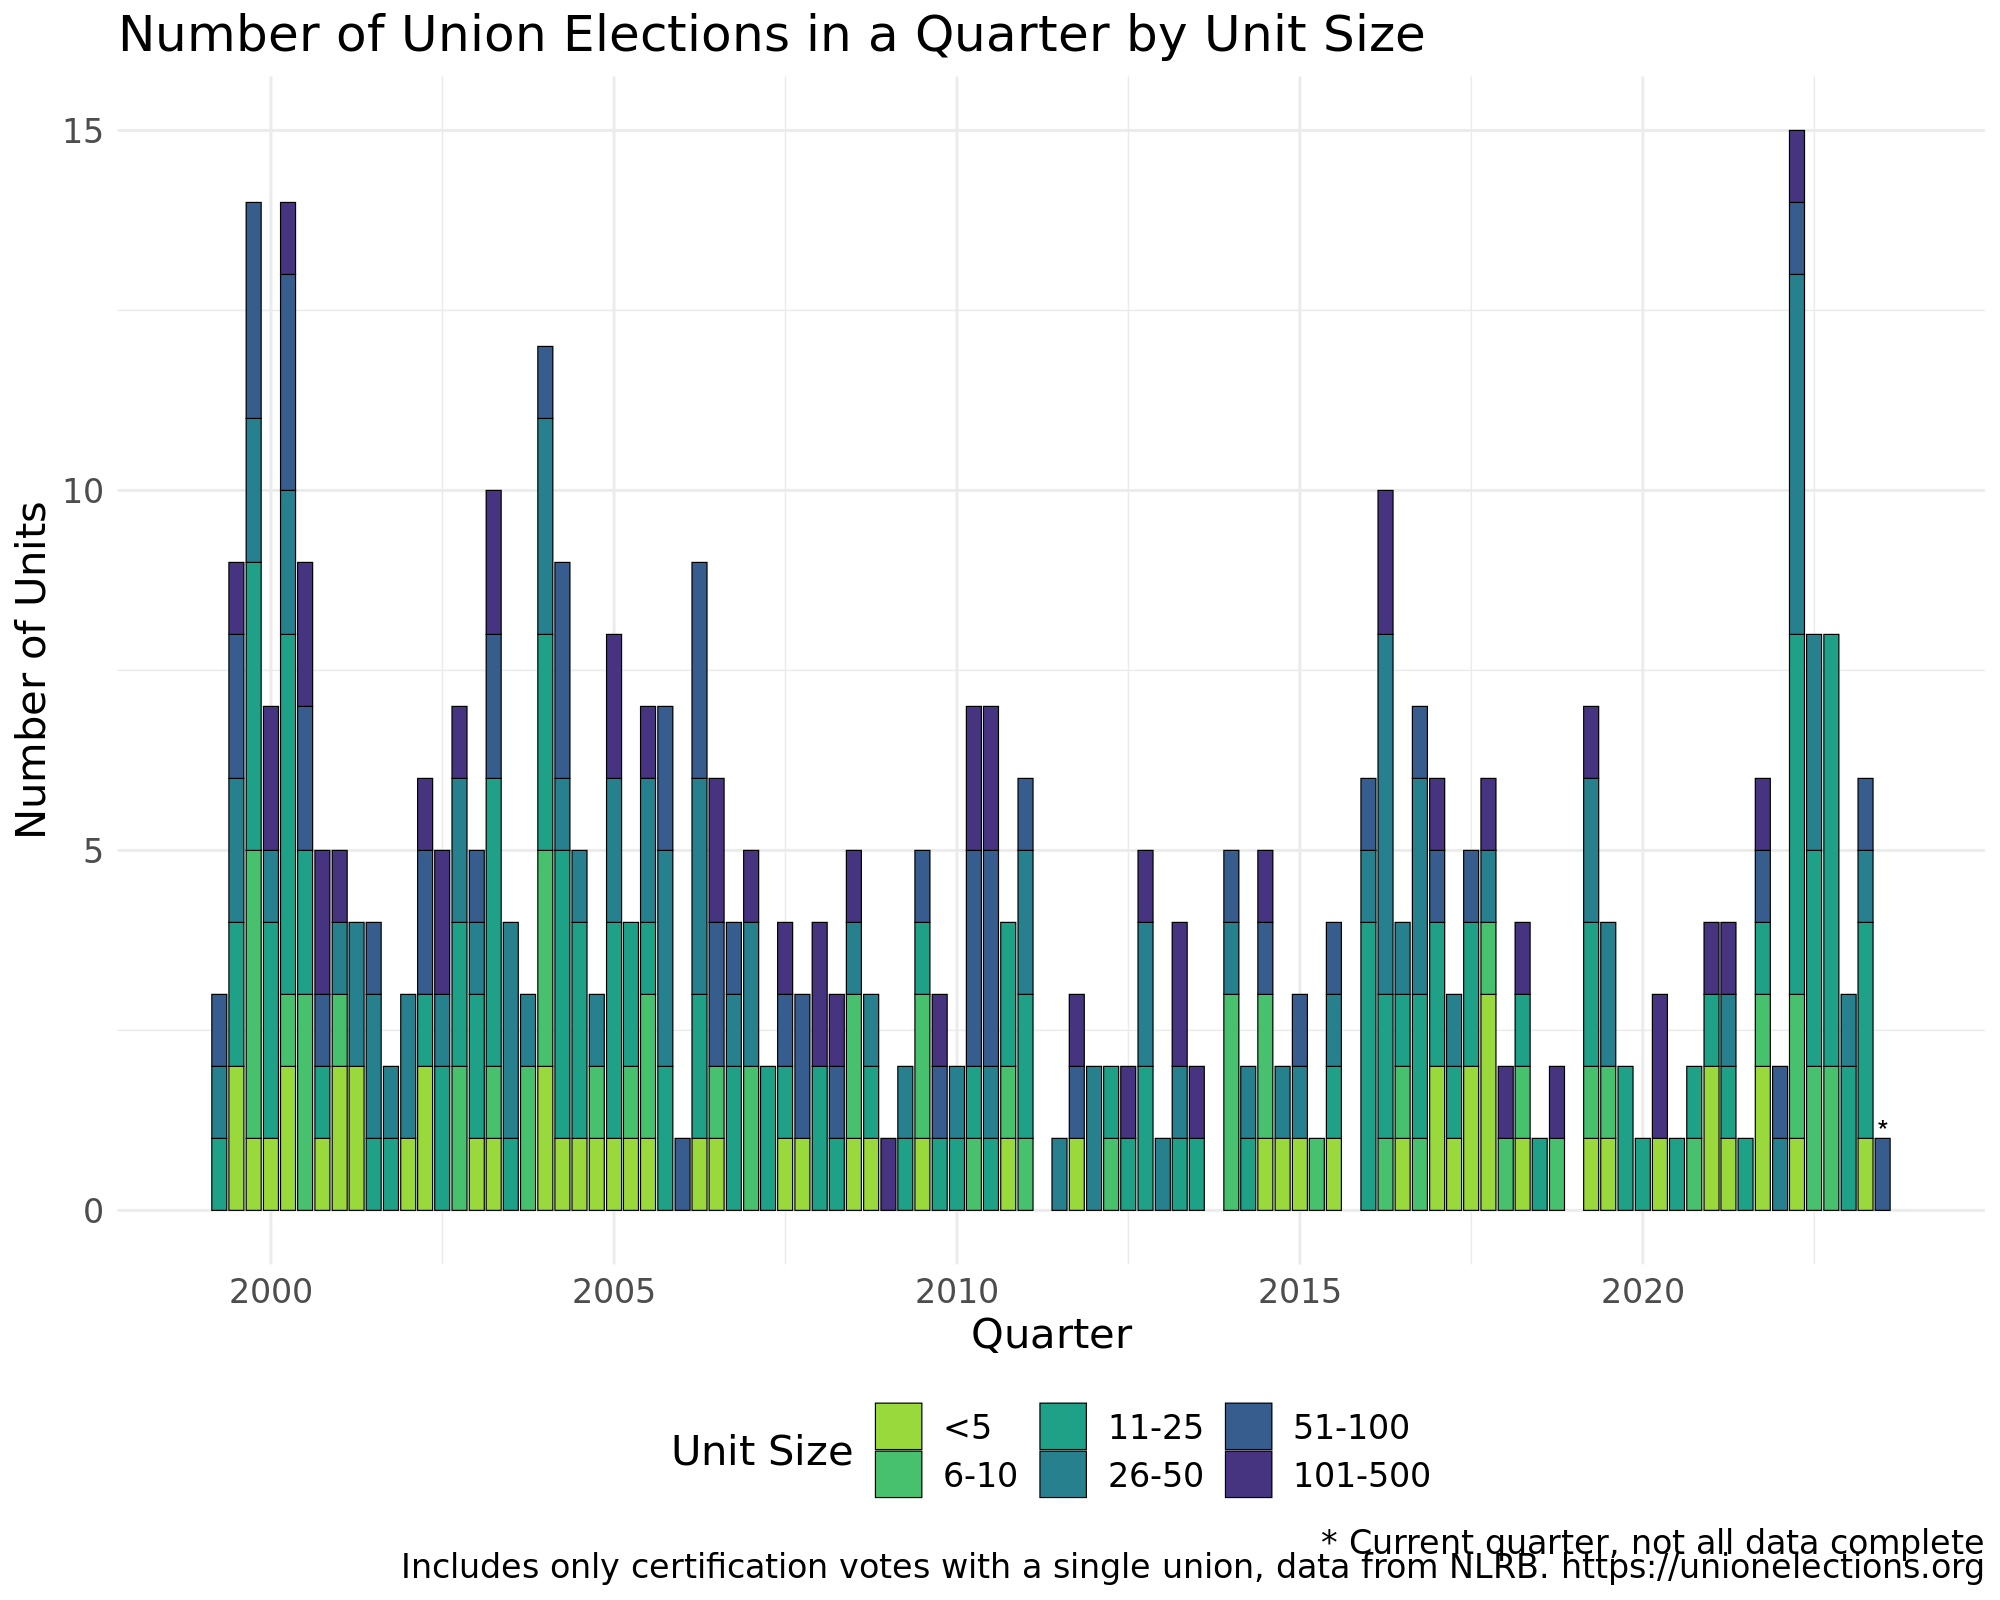 Number of Union Elections in a Quarter by Unit Size
Number of Units
15
10
5
0
*
2000 2005 2010 2015 2020
Quarter
Unit Size
<5 11-25 51-100
6-10 26-50 101-500
* Current quarter, not all data complete
Includes only certification votes with a single union, data from NLRB. https://unionelections.org